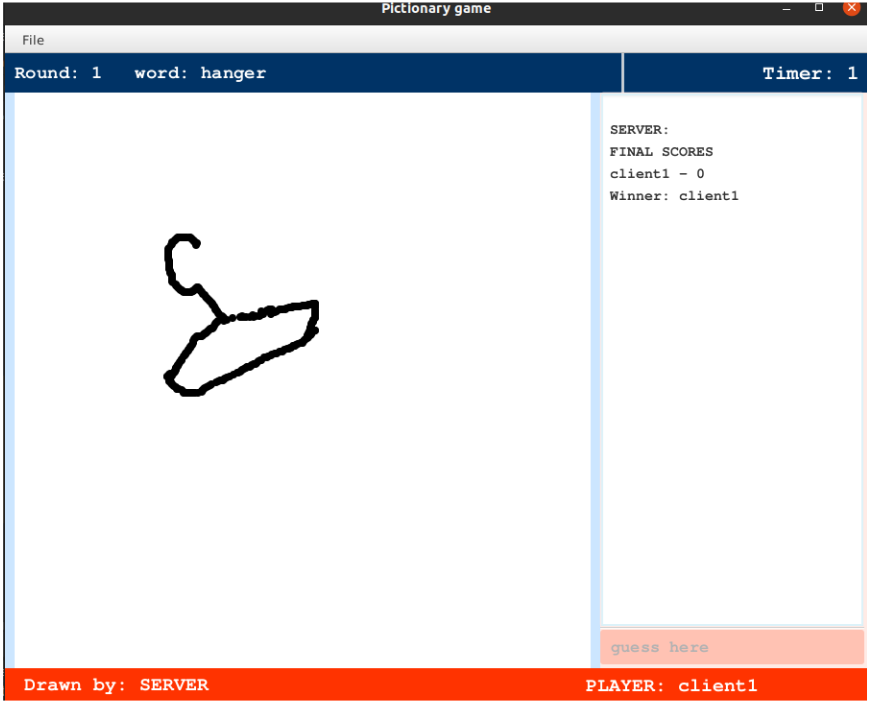 Pictionary game
File
Round: 1 word: hanger Timer: 1
SERVER:
FINAL SCORES
client1 - 0
Winner: client1
guess here
Drawn by: SERVER PLAYER: client1